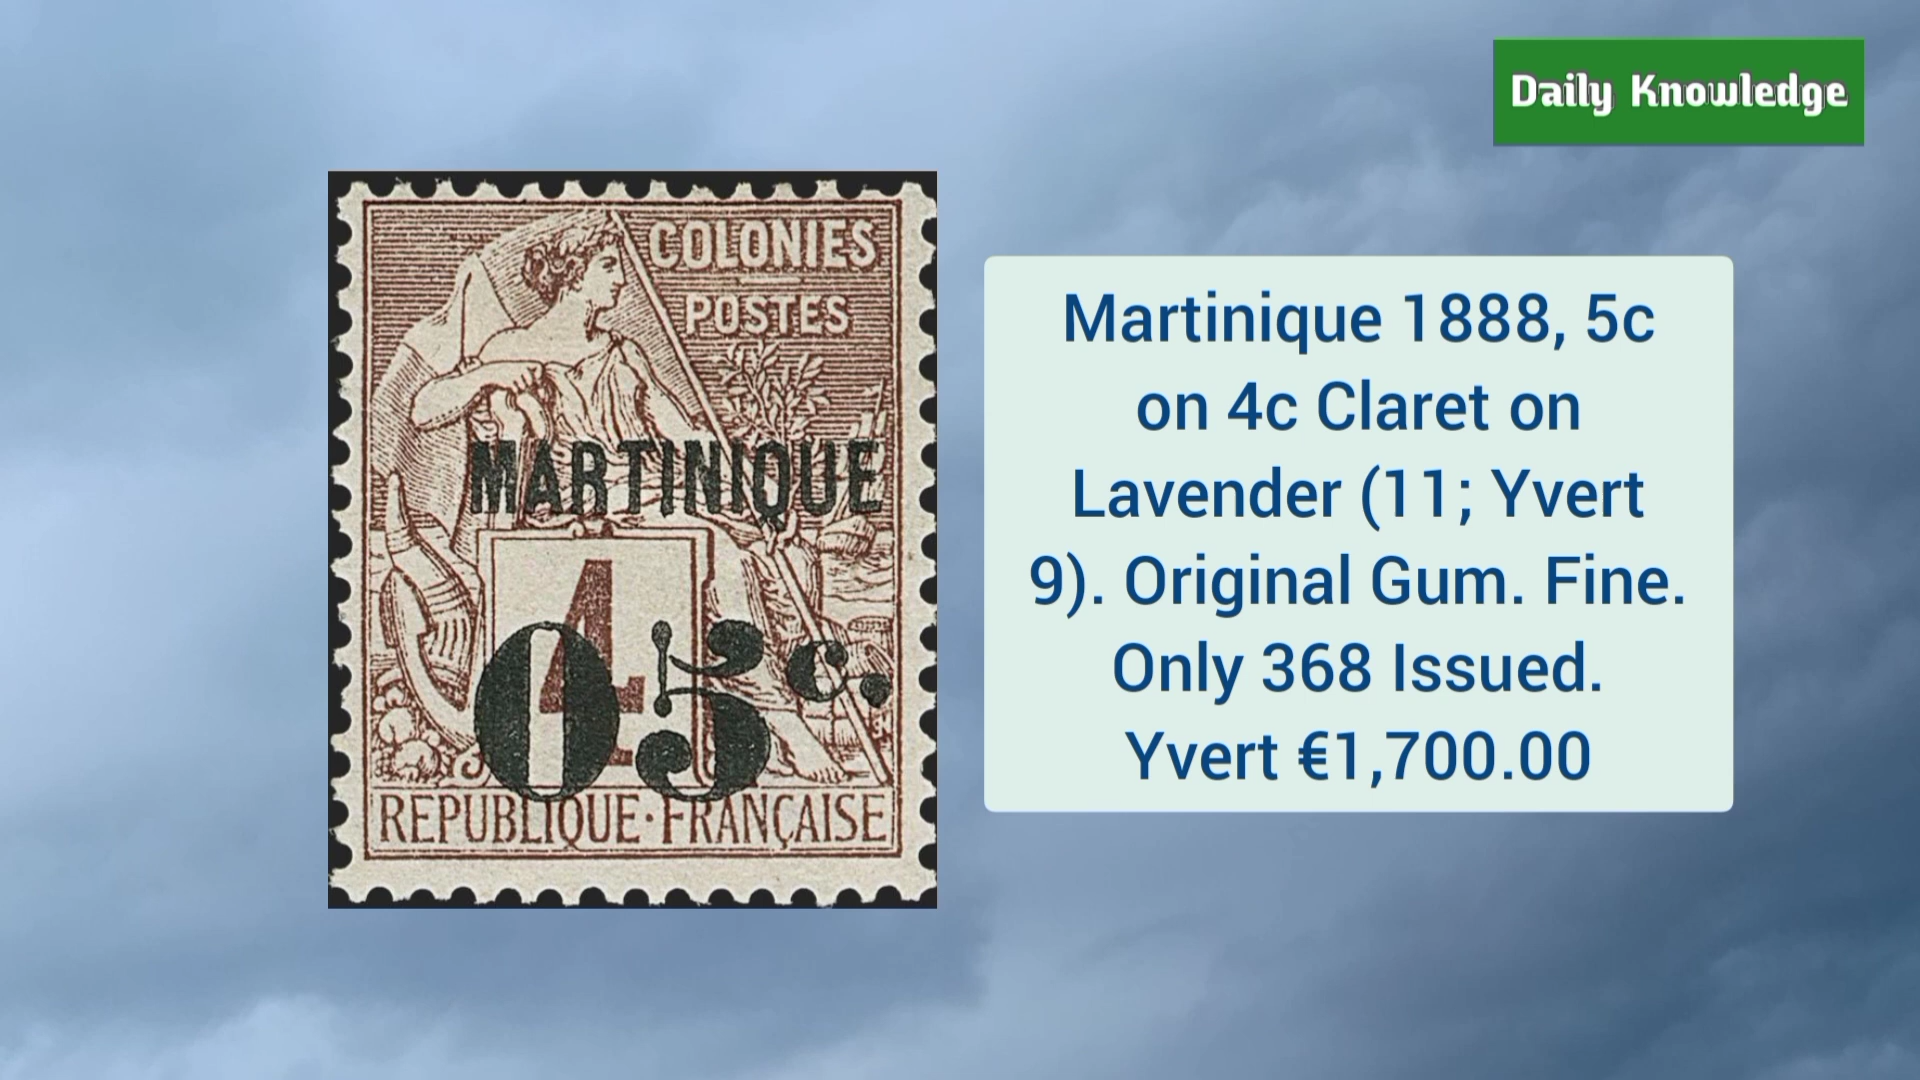 Daily Knowledge
COLONIES
POSTES
MARTINIQUE
4
05c.
REPUBLIQUE·FRANÇAISE
Martinique 1888, 5c
on 4c Claret on
Lavender (11; Yvert
9). Original Gum. Fine.
Only 368 Issued.
Yvert €1,700.00